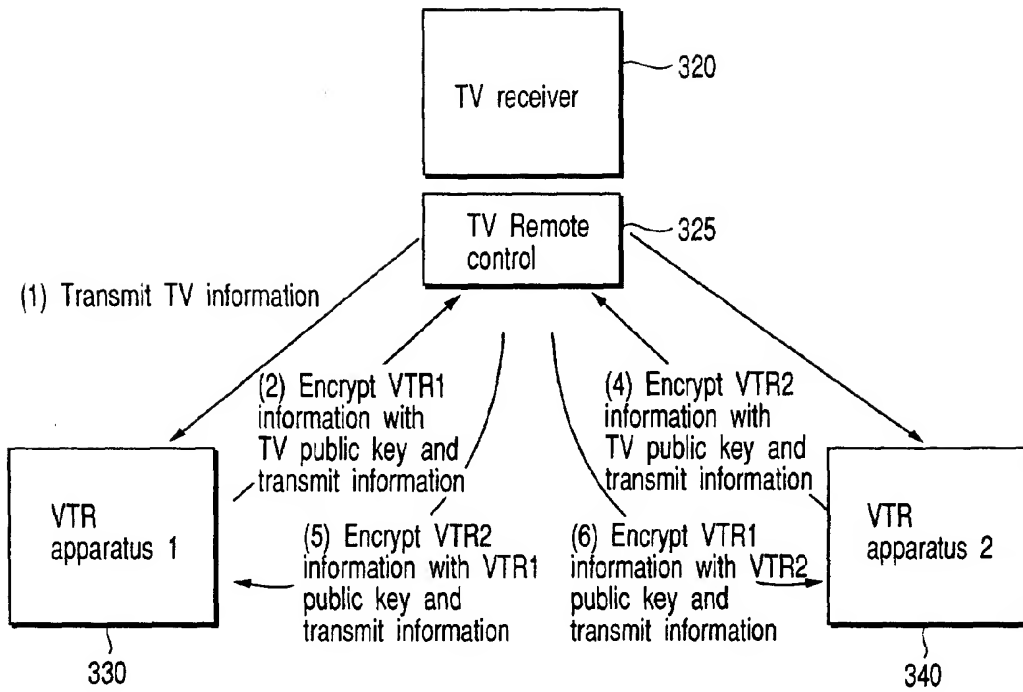 TV receiver
320
TV Remote
control
325
(1) Transmit TV information
(2) Encrypt VTR1
information with
TV public key and
transmit information
(4) Encrypt VTR2
information with
TV public key and
transmit information
VTR
apparatus 1
(5) Encrypt VTR2
information with VTR1
public key and
transmit information
(6) Encrypt VTR1
information with VTR2
public key and
transmit information
VTR
apparatus 2
330
340